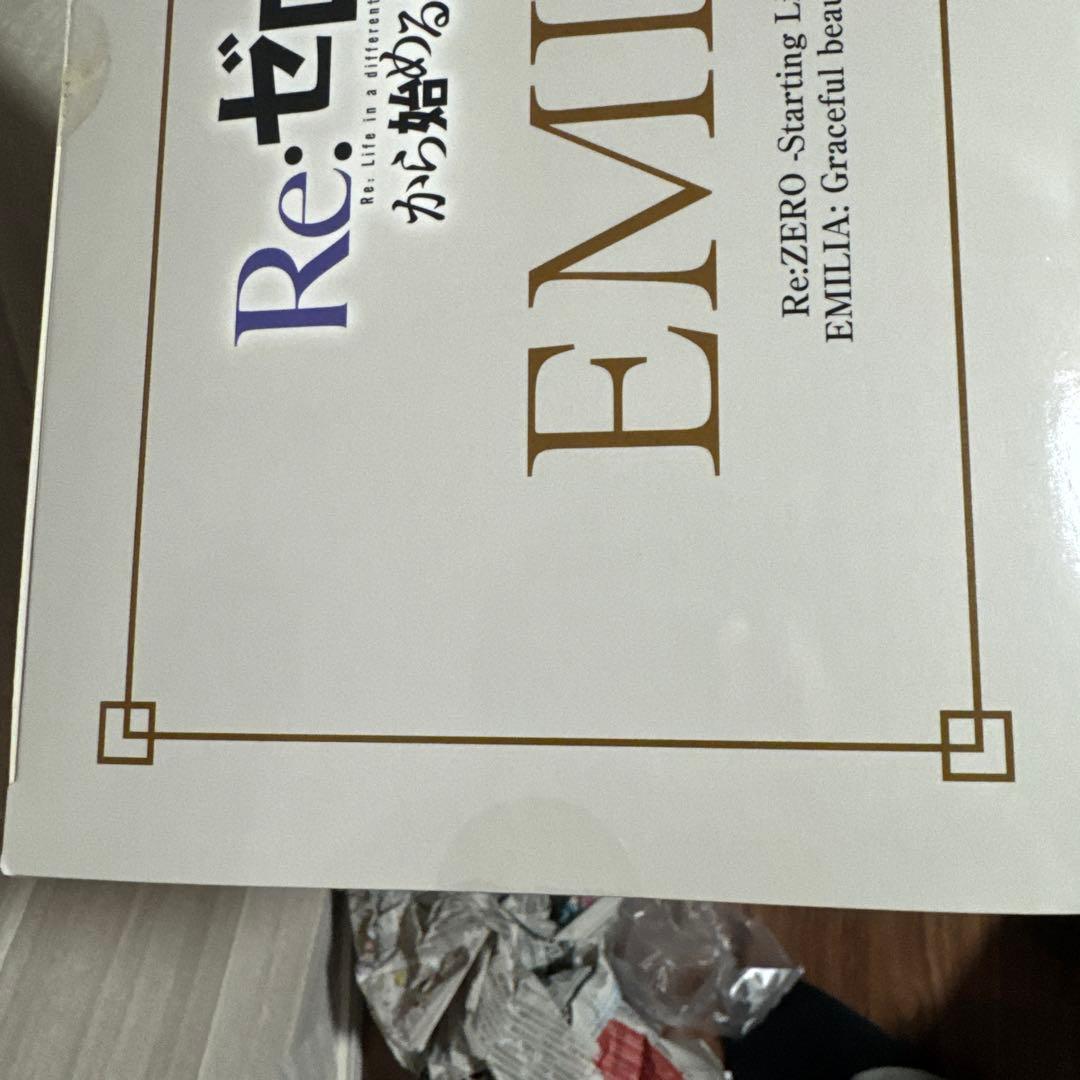 Re:ゼロ
Re: Life in a different
から始める
EMI
Re:ZERO -Starting Li
EMILIA: Graceful beau